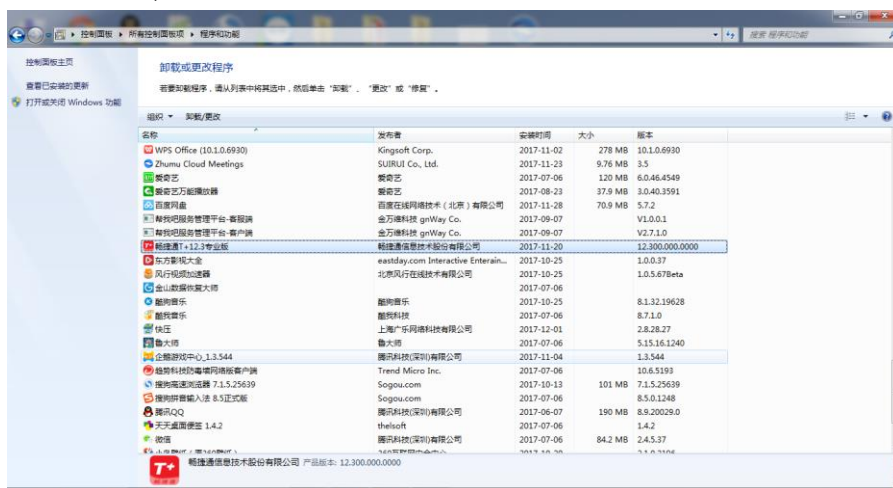 控制面板 ▸ 所有控制面板项 ▸ 程序和功能
搜索 程序和功能
控制面板主页
查看已安装的更新
打开或关闭 Windows 功能
卸载或更改程序
若要卸载程序，请从列表中将其选中，然后单击“卸载”、“更改”或“修复”。
组织 卸载/更改
名称 发布者 安装时间 大小 版本
WPS Office (10.1.0.6930) Kingsoft Corp. 2017-11-02 278 MB 10.1.0.6930
Zhumu Cloud Meetings SUIRUI Co., Ltd. 2017-11-23 9.76 MB 3.5
爱奇艺 爱奇艺 2017-07-06 120 MB 6.0.46.4549
爱奇艺万能播放器 爱奇艺 2017-08-23 37.9 MB 3.0.40.3591
百度网盘 百度在线网络技术（北京）有限公司 2017-11-28 70.9 MB 5.7.2
帮我吧服务管理平台-客服端 金万维科技 gnWay Co. 2017-09-07 V1.0.0.1
帮我吧服务管理平台-客户端 金万维科技 gnWay Co. 2017-09-07 V2.7.1.0
畅捷通T+12.3专业版 畅捷通信息技术股份有限公司 2017-11-20 12.300.000.0000
东方影视大全 eastday.com Interactive Enterain... 2017-10-25 1.0.0.37
风行视频加速器 北京风行在线技术有限公司 2017-10-25 1.0.5.67Beta
金山数据恢复大师 2017-07-06
酷狗音乐 酷狗音乐 2017-10-25 8.1.32.19628
酷我音乐 酷我科技 2017-07-06 8.7.1.0
快压 上海广乐网络科技有限公司 2017-12-01 2.8.28.27
鲁大师 鲁大师 2017-07-06 5.15.16.1240
企鹅游戏中心_1.3.544 腾讯科技(深圳)有限公司 2017-11-04 1.3.544
趋势科技防毒墙网络版客户端 Trend Micro Inc. 2017-07-06 10.6.5193
搜狗高速浏览器 7.1.5.25639 Sogou.com 2017-10-13 101 MB 7.1.5.25639
搜狗拼音输入法 8.5正式版 Sogou.com 2017-07-06 8.5.0.1248
腾讯QQ 腾讯科技(深圳)有限公司 2017-06-07 190 MB 8.9.20029.0
天天桌面便签 1.4.2 thelsoft 2017-07-06 1.4.2
微信 腾讯科技(深圳)有限公司 2017-07-06 84.2 MB 2.4.5.37
T+ 畅捷通信息技术股份有限公司 产品版本: 12.300.000.0000